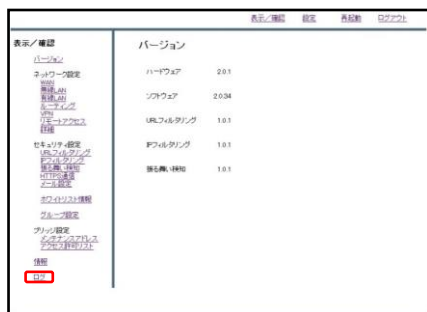 表示／確認 設定 再起動 ログアウト
表示／確認
バージョン
ネットワーク設定
WAN
無線LAN
有線LAN
ルーティング
VPN
リモートアクセス
詳細
セキュリティ設定
URLフィルタリング
IPフィルタリング
振る舞い検知
HTTPS通信
メール設定
ホワイトリスト情報
グループ設定
ブリッジ設定
メンテナンスアドレス
アクセス許可リスト
情報
ログ
バージョン
ハードウェア 2.0.1
ソフトウェア 2.0.34
URLフィルタリング 1.0.1
IPフィルタリング 1.0.1
振る舞い検知 1.0.1